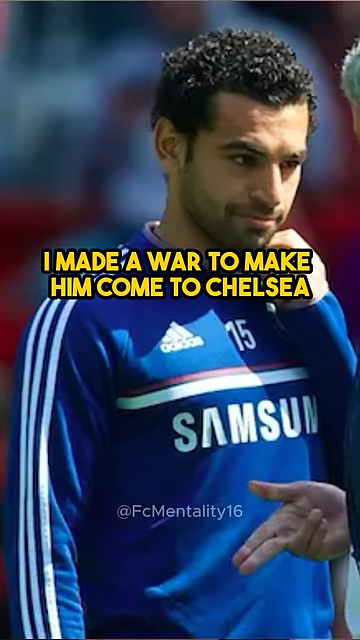 I MADE A WAR TO MAKE
HIM COME TO CHELSEA
adidas
15
SAMSUN
@FcMentality16